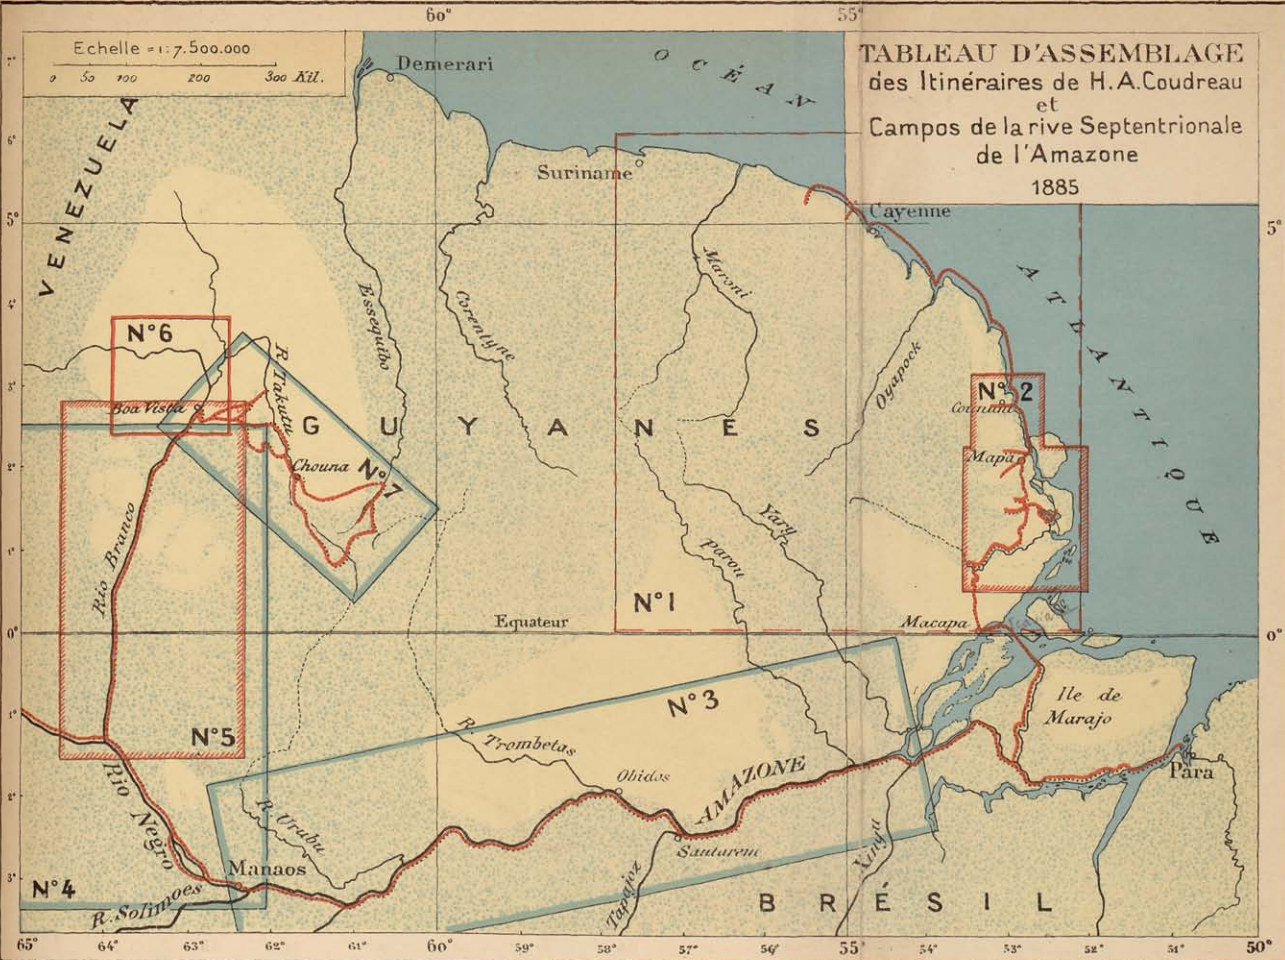 60°
55°
Echelle = 1:7.500.000
0 50 100 200 300 Kil.
TABLEAU D'ASSEMBLAGE
des Itinéraires de H.A.Coudreau
et
Campos de la rive Septentrionale
de l'Amazone
1885
7°
6°
5°
4°
3°
2°
1°
0°
1°
2°
3°
5°
0°
OCÉAN
ATLANTIQUE
VENEZUELA
Demerari
Suriname
Cayenne
Maroni
Essequibo
Corentyne
Oyapock
N°6
R. Takutu
Boa Vista
GUYANES
N° 2
Counani
Mapa
Chouna
N°7
Yary
Parou
Rio Branco
N°1
Equateur
Macapa
N°3
Ile de
Marajo
N°5
R.
Trombetas
Obidos
AMAZONE
Para
Rio Negro
R. Urubu
Santarem
Xingu
Manaos
Tapajoz
N°4
R. Solimoes
BRÉSIL
65° 64° 63° 62° 61° 60° 59° 58° 57° 56° 55° 54° 53° 52° 51° 50°